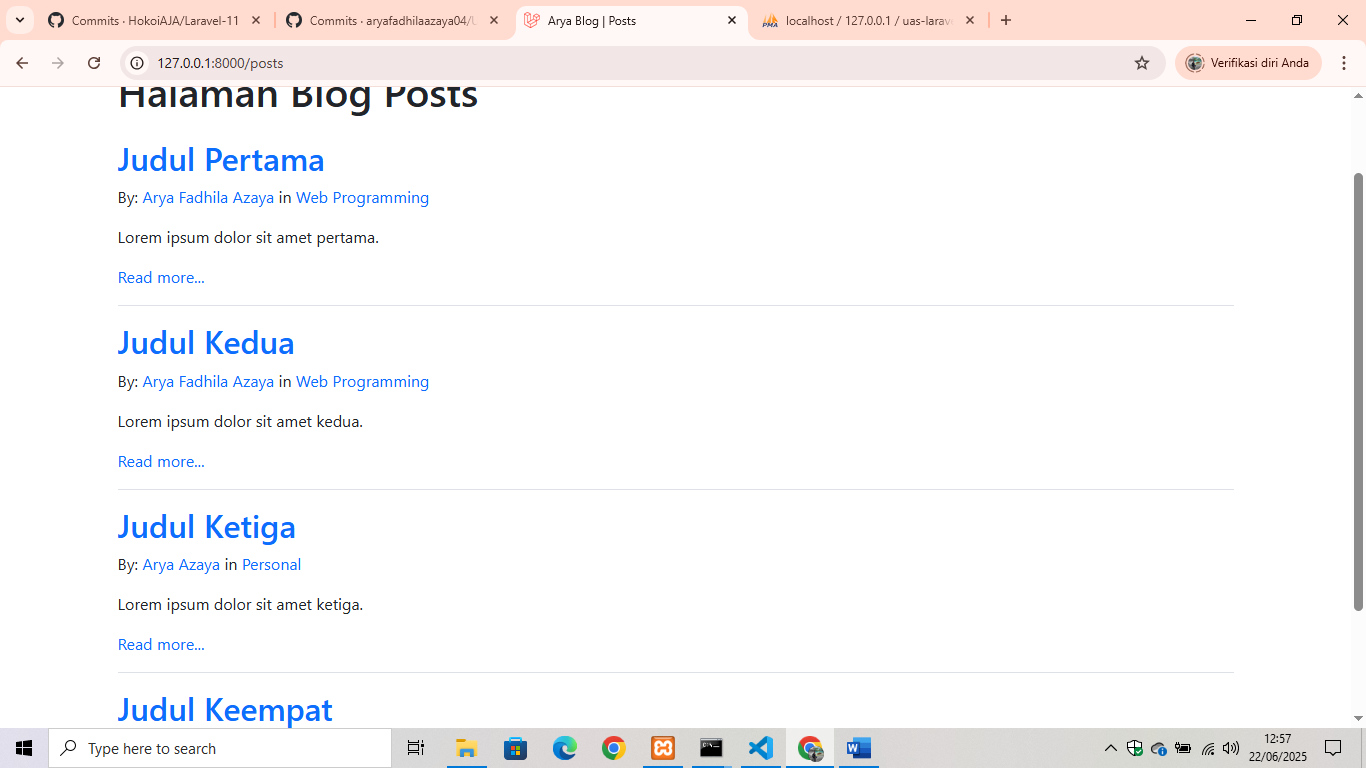 Commits · HokoiAJA/Laravel-11
Commits · aryafadhilaazaya04/
Arya Blog | Posts
PMA
localhost / 127.0.0.1 / uas-larav
127.0.0.1:8000/posts
Verifikasi diri Anda
Halaman Blog Posts
Judul Pertama
By: Arya Fadhila Azaya in Web Programming
Lorem ipsum dolor sit amet pertama.
Read more...
Judul Kedua
By: Arya Fadhila Azaya in Web Programming
Lorem ipsum dolor sit amet kedua.
Read more...
Judul Ketiga
By: Arya Azaya in Personal
Lorem ipsum dolor sit amet ketiga.
Read more...
Judul Keempat
Type here to search
12:57
22/06/2025